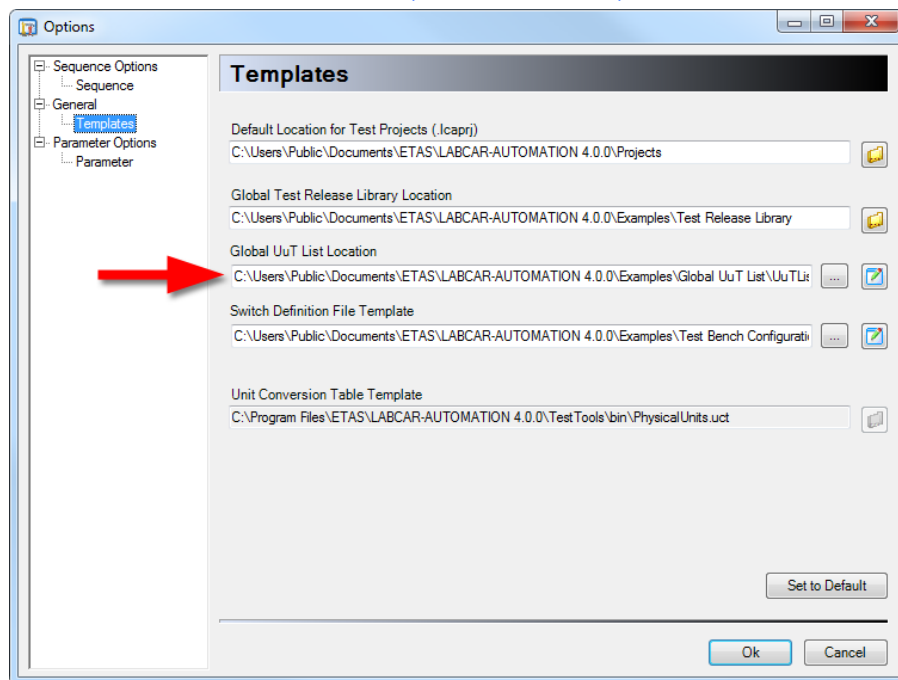 Options
Sequence Options
Sequence
General
Templates
Parameter Options
Parameter
Templates
Default Location for Test Projects (.lcaprj)
C:\Users\Public\Documents\ETAS\LABCAR-AUTOMATION 4.0.0\Projects
Global Test Release Library Location
C:\Users\Public\Documents\ETAS\LABCAR-AUTOMATION 4.0.0\Examples\Test Release Library
Global UuT List Location
C:\Users\Public\Documents\ETAS\LABCAR-AUTOMATION 4.0.0\Examples\Global UuT List\UuTLis
...
Switch Definition File Template
C:\Users\Public\Documents\ETAS\LABCAR-AUTOMATION 4.0.0\Examples\Test Bench Configurati
...
Unit Conversion Table Template
C:\Program Files\ETAS\LABCAR-AUTOMATION 4.0.0\TestTools\bin\PhysicalUnits.uct
Set to Default
Ok Cancel